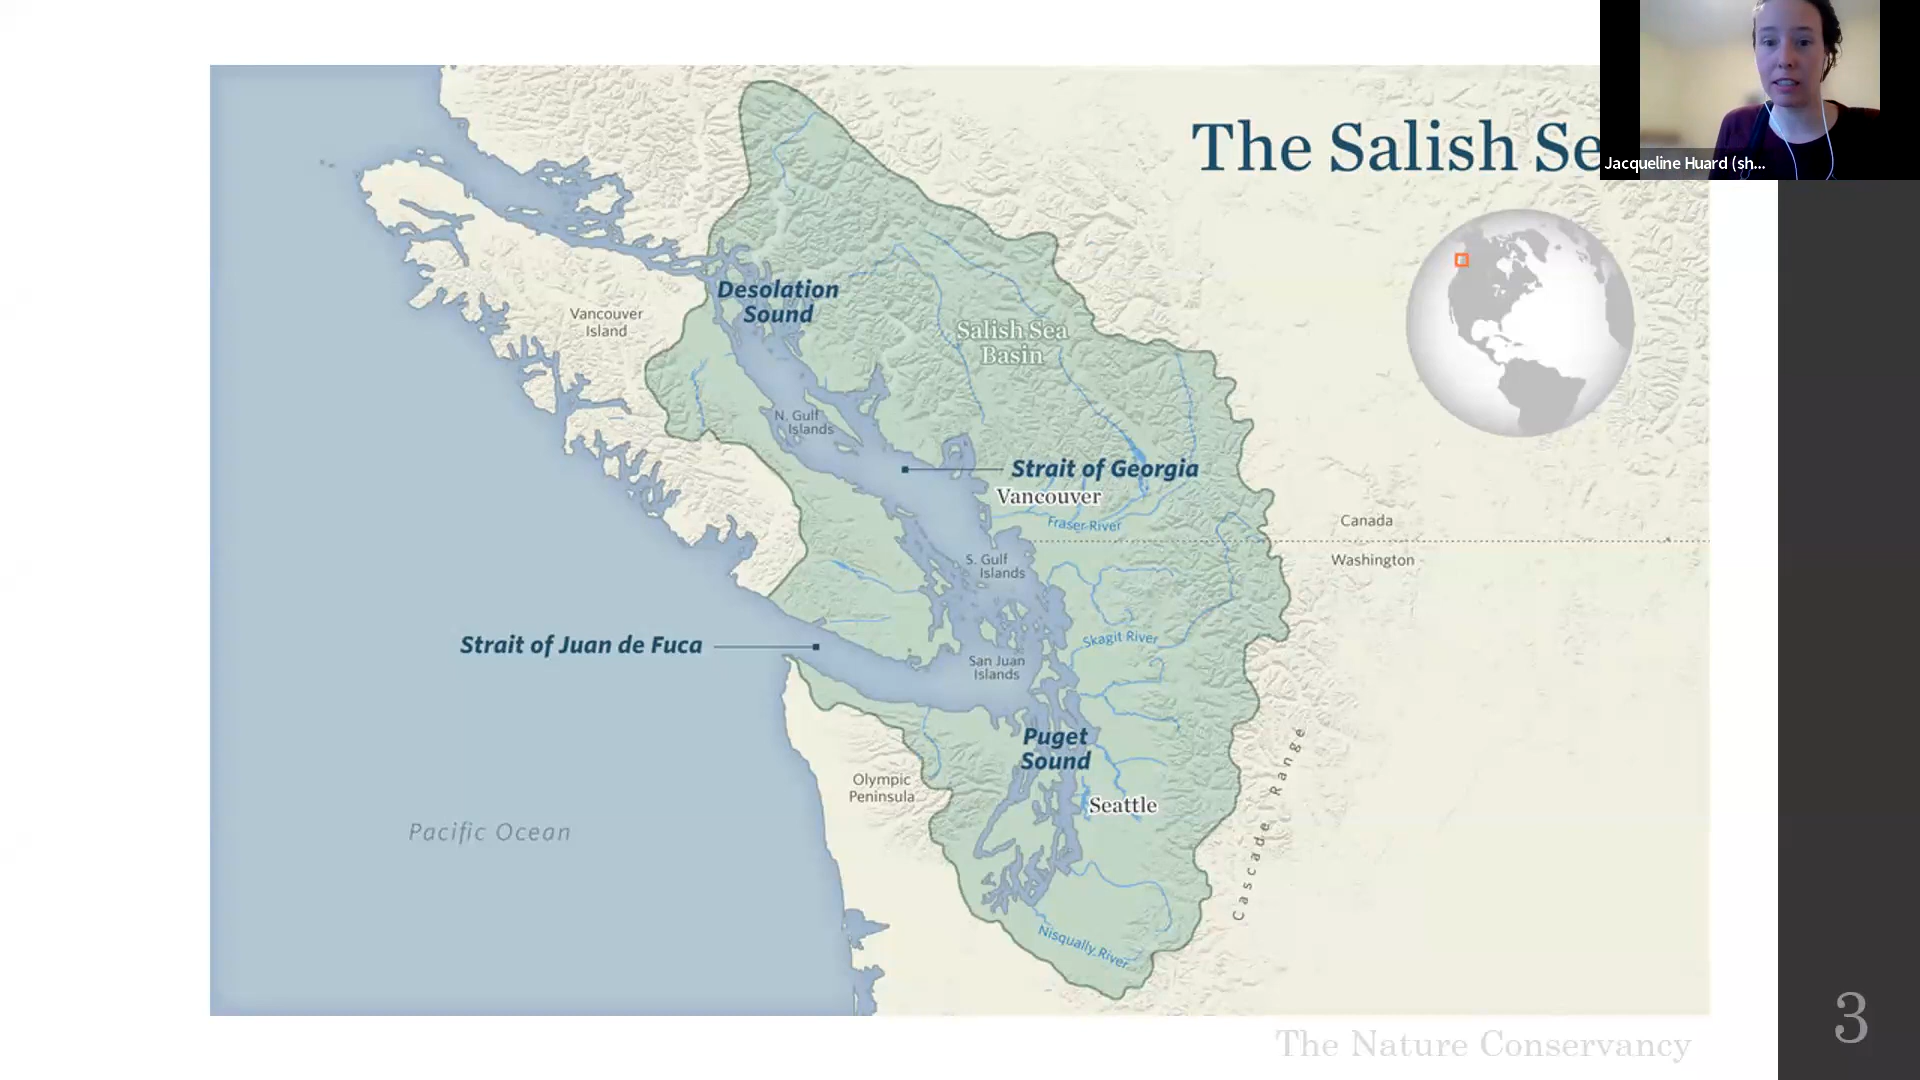 The Salish Se
Jacqueline Huard (sh...
Desolation
Sound
Vancouver
Island
Salish Sea
Basin
N. Gulf
Islands
Strait of Georgia
Vancouver
Fraser River
Canada
Washington
S. Gulf
Islands
Strait of Juan de Fuca
Skagit River
San Juan
Islands
Puget
Sound
Olympic
Peninsula
Seattle
Cascade Range
Pacific Ocean
Nisqually River
3
The Nature Conservancy